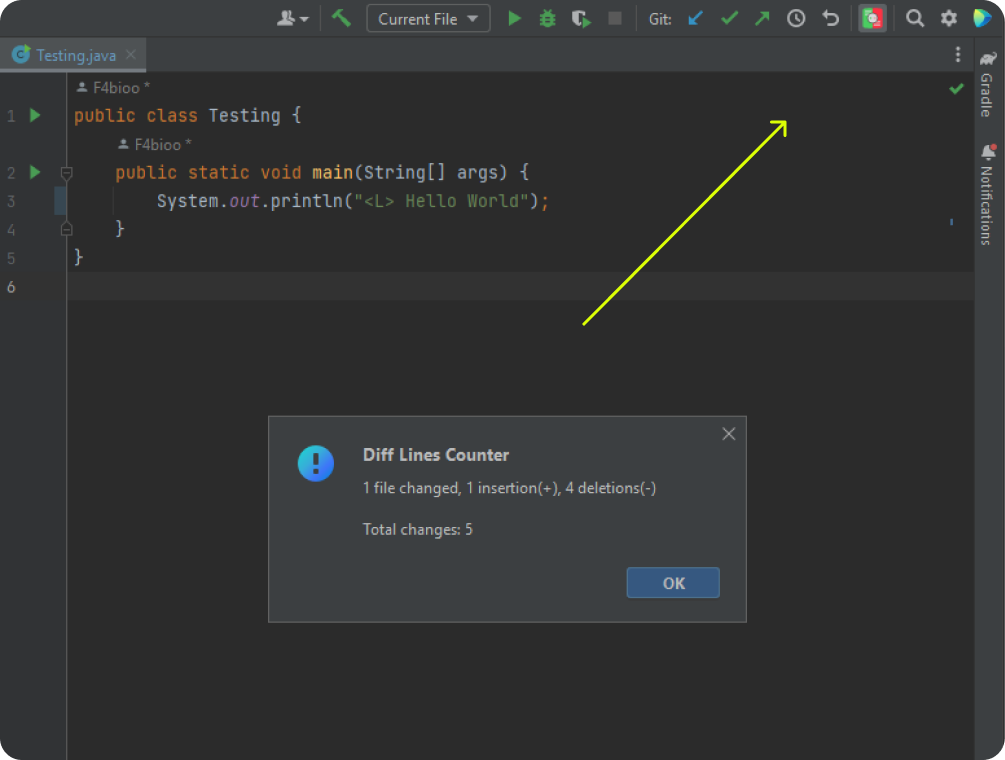 Current File
Git:
Testing.java
F4bioo *
1 public class Testing {
F4bioo *
2 public static void main(String[] args) {
3 System.out.println("<L> Hello World");
4 }
5 }
6
Gradle
Notifications
Diff Lines Counter
1 file changed, 1 insertion(+), 4 deletions(-)
Total changes: 5
OK